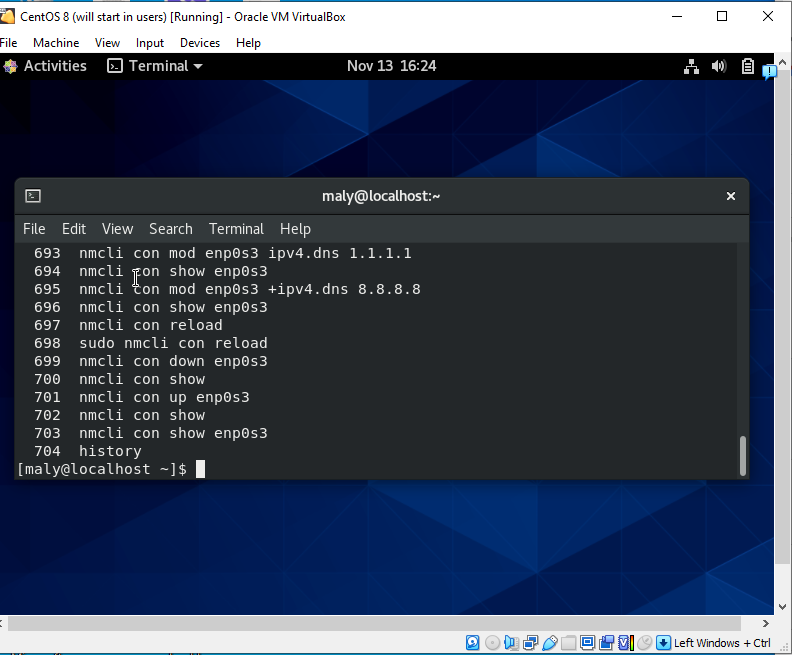 CentOS 8 (will start in users) [Running] - Oracle VM VirtualBox
File Machine View Input Devices Help
Activities Terminal Nov 13 16:24
maly@localhost:~
File Edit View Search Terminal Help
693 nmcli con mod enp0s3 ipv4.dns 1.1.1.1
694 nmcli con show enp0s3
695 nmcli con mod enp0s3 +ipv4.dns 8.8.8.8
696 nmcli con show enp0s3
697 nmcli con reload
698 sudo nmcli con reload
699 nmcli con down enp0s3
700 nmcli con show
701 nmcli con up enp0s3
702 nmcli con show
703 nmcli con show enp0s3
704 history
[maly@localhost ~]$
Left Windows + Ctrl